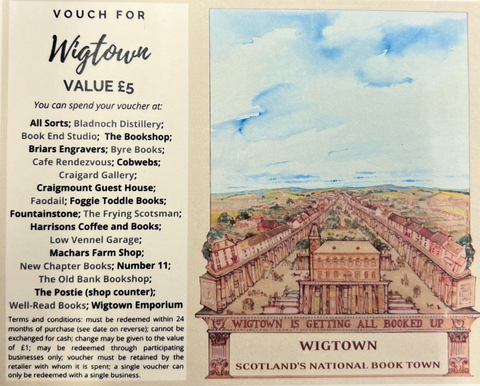 VOUCH FOR
Wigtown
VALUE £5
You can spend your voucher at:
All Sorts; Bladnoch Distillery;
Book End Studio; The Bookshop;
Briars Engravers; Byre Books;
Cafe Rendezvous; Cobwebs;
Craigard Gallery;
Craigmount Guest House;
Faodail; Foggie Toddle Books;
Fountainstone; The Frying Scotsman;
Harrisons Coffee and Books;
Low Vennel Garage;
Machars Farm Shop;
New Chapter Books; Number 11;
The Old Bank Bookshop;
The Postie (shop counter);
Well-Read Books; Wigtown Emporium
Terms and conditions: must be redeemed within 24
months of purchase (see date on reverse); cannot be
exchanged for cash; change may be given to the value
of £1; may be redeemed through participating
businesses only; voucher must be retained by the
retailer with whom it is spent; a single voucher can
only be redeemed with a single business.
WIGTOWN IS GETTING ALL BOOKED UP
WIGTOWN
SCOTLAND'S NATIONAL BOOK TOWN